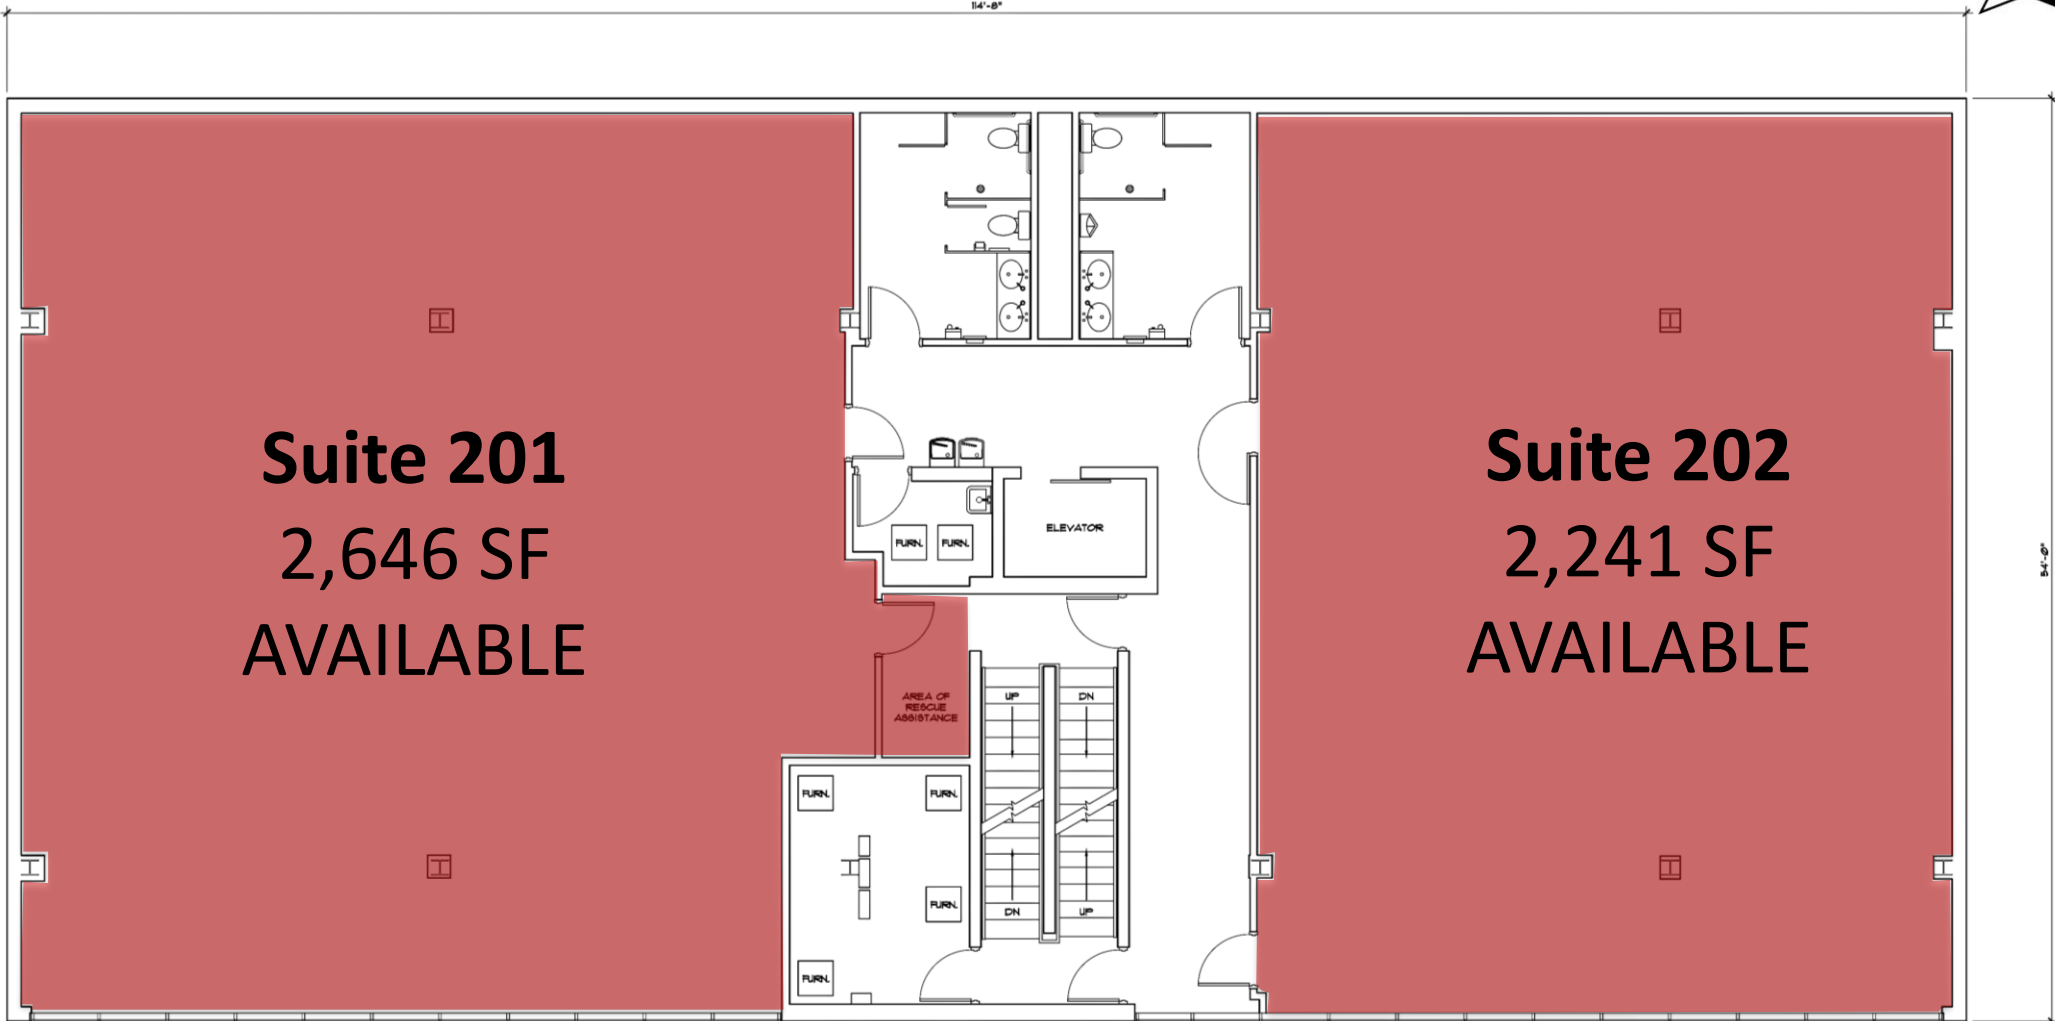 114'-8"
Suite 201
2,646 SF
AVAILABLE
Suite 202
2,241 SF
AVAILABLE
54'-0"
ELEVATOR
FURN.
FURN.
AREA OF
RESCUE
ASSISTANCE
UP
DN
FURN.
FURN.
FURN.
DN
UP
FURN.